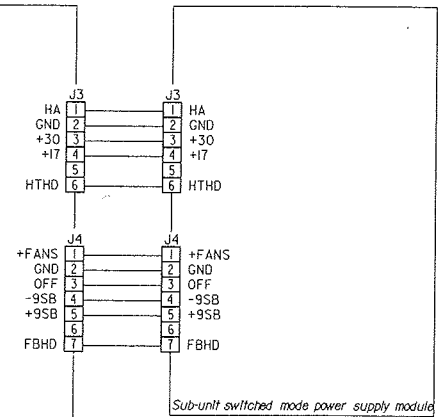 J3 J3
HA 1 1 HA
GND 2 2 GND
+30 3 3 +30
+17 4 4 +17
5 5
HTHD 6 6 HTHD
J4 J4
+FANS 1 1 +FANS
GND 2 2 GND
OFF 3 3 OFF
-9SB 4 4 -9SB
+9SB 5 5 +9SB
6 6
FBHD 7 7 FBHD
Sub-unit switched mode power supply module